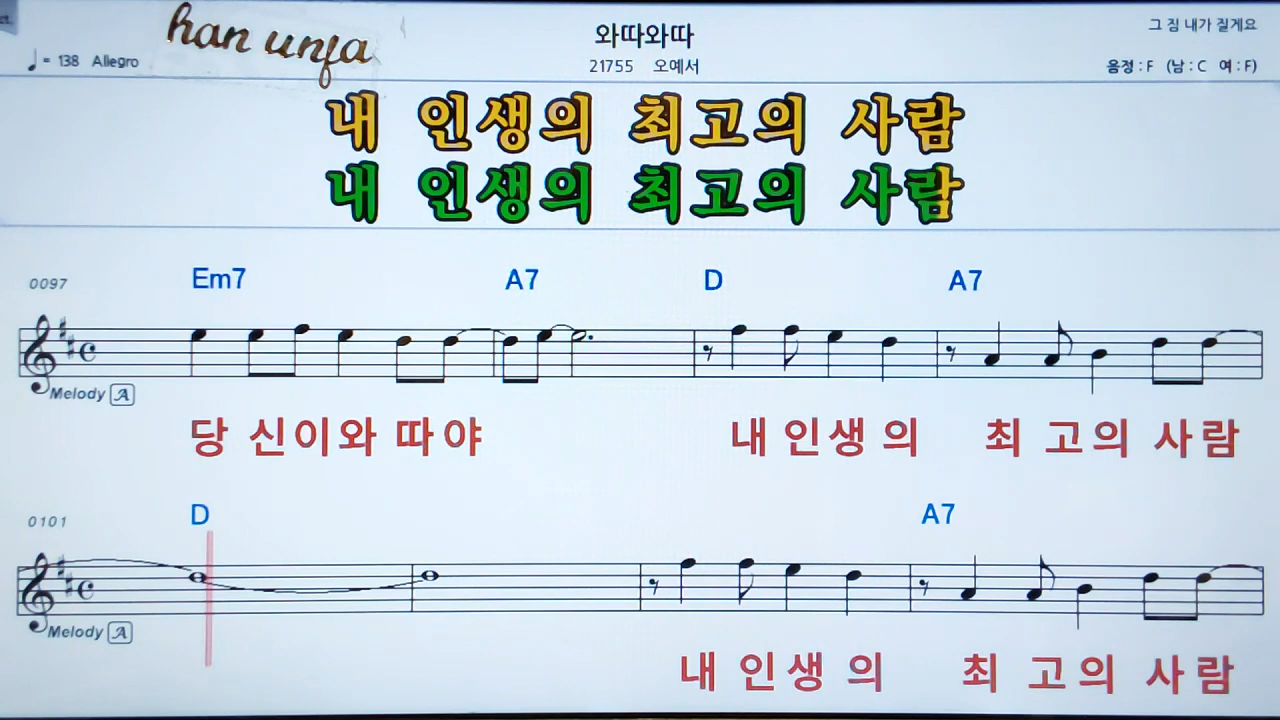 ct.
han unfa
와따와따
그 짐 내가 질게요
♩ = 138 Allegro
21755 오예서
음정 : F (남 : C 여 : F)
내 인생의 최고의 사람
내 인생의 최고의 사람
0097 Em7 A7 D A7
Melody A
당 신이와 따야 내 인생 의 최 고의 사람
0101 D A7
Melody A
내 인생 의 최 고의 사람